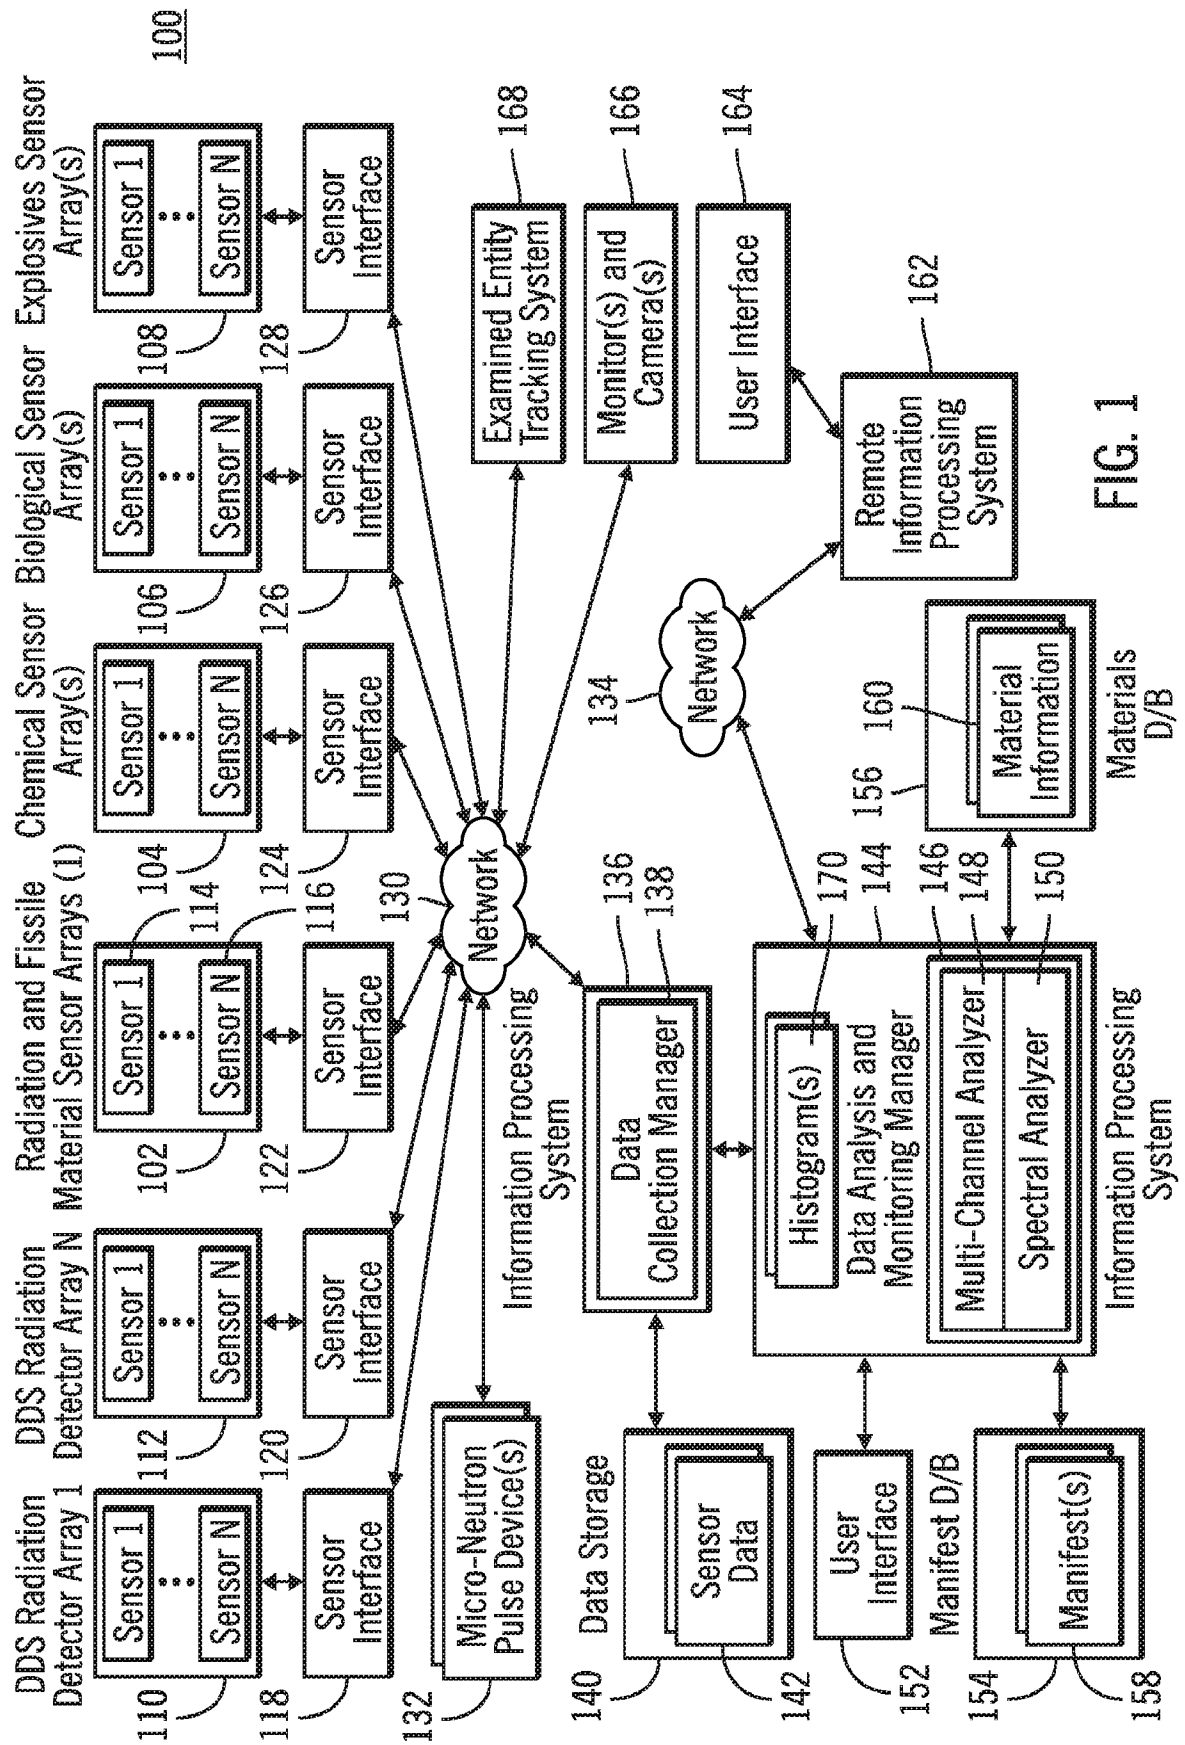 100
DDS Radiation
Detector Array 1
Sensor 1
•••
Sensor N
110
Sensor
Interface
118
DDS Radiation
Detector Array N
Sensor 1
•••
Sensor N
112
Sensor
Interface
120
Radiation and Fissile
Material Sensor Arrays (1)
Sensor 1
114
•••
Sensor N
116
102
Sensor
Interface
122
Chemical Sensor
Array(s)
Sensor 1
•••
Sensor N
104
Sensor
Interface
124
Biological Sensor
Array(s)
Sensor 1
•••
Sensor N
106
Sensor
Interface
126
Explosives Sensor
Array(s)
Sensor 1
•••
Sensor N
108
Sensor
Interface
128
Micro-Neutron
Pulse Device(s)
132
Network
130
Examined Entity
Tracking System
168
Monitor(s) and
Camera(s)
166
User Interface
164
Information Processing
System
Data
Collection Manager
136
138
Data Storage
Sensor
Data
140
142
Network
134
Remote
Information
Processing
System
162
User
Interface
152
Histogram(s)
170
Data Analysis and
Monitoring Manager
144
Multi-Channel Analyzer
Spectral Analyzer
146
148
150
Information Processing
System
Manifest D/B
Manifest(s)
154
158
156
160
Material
Information
Materials
D/B
FIG. 1